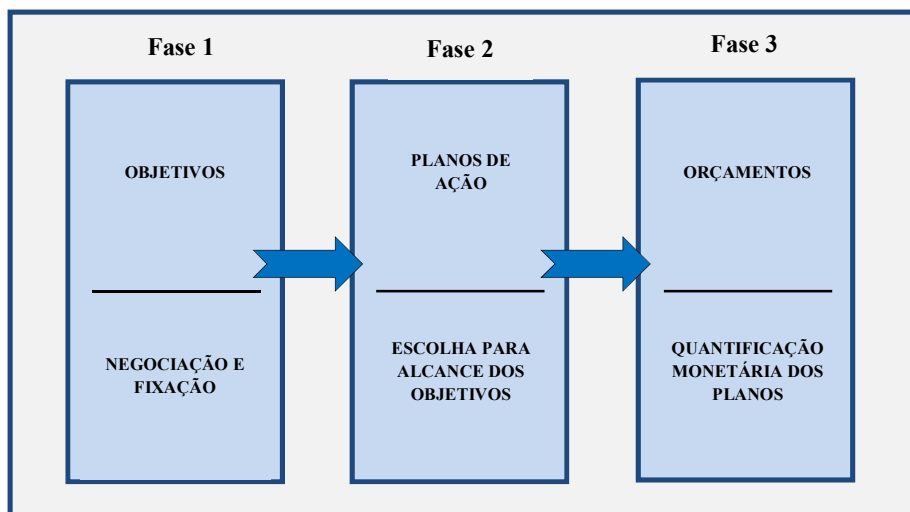 Fase 1
OBJETIVOS
NEGOCIAÇÃO E
FIXAÇÃO
Fase 2
PLANOS DE
AÇÃO
ESCOLHA PARA
ALCANCE DOS
OBJETIVOS
Fase 3
ORÇAMENTOS
QUANTIFICAÇÃO
MONETÁRIA DOS
PLANOS